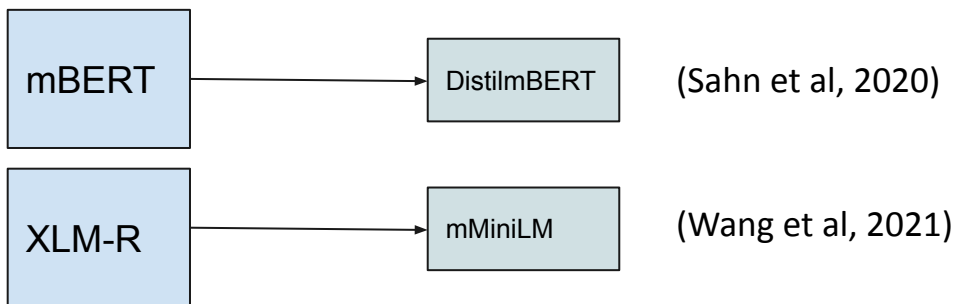 mBERT
DistilmBERT
(Sahn et al, 2020)
XLM-R
mMiniLM
(Wang et al, 2021)